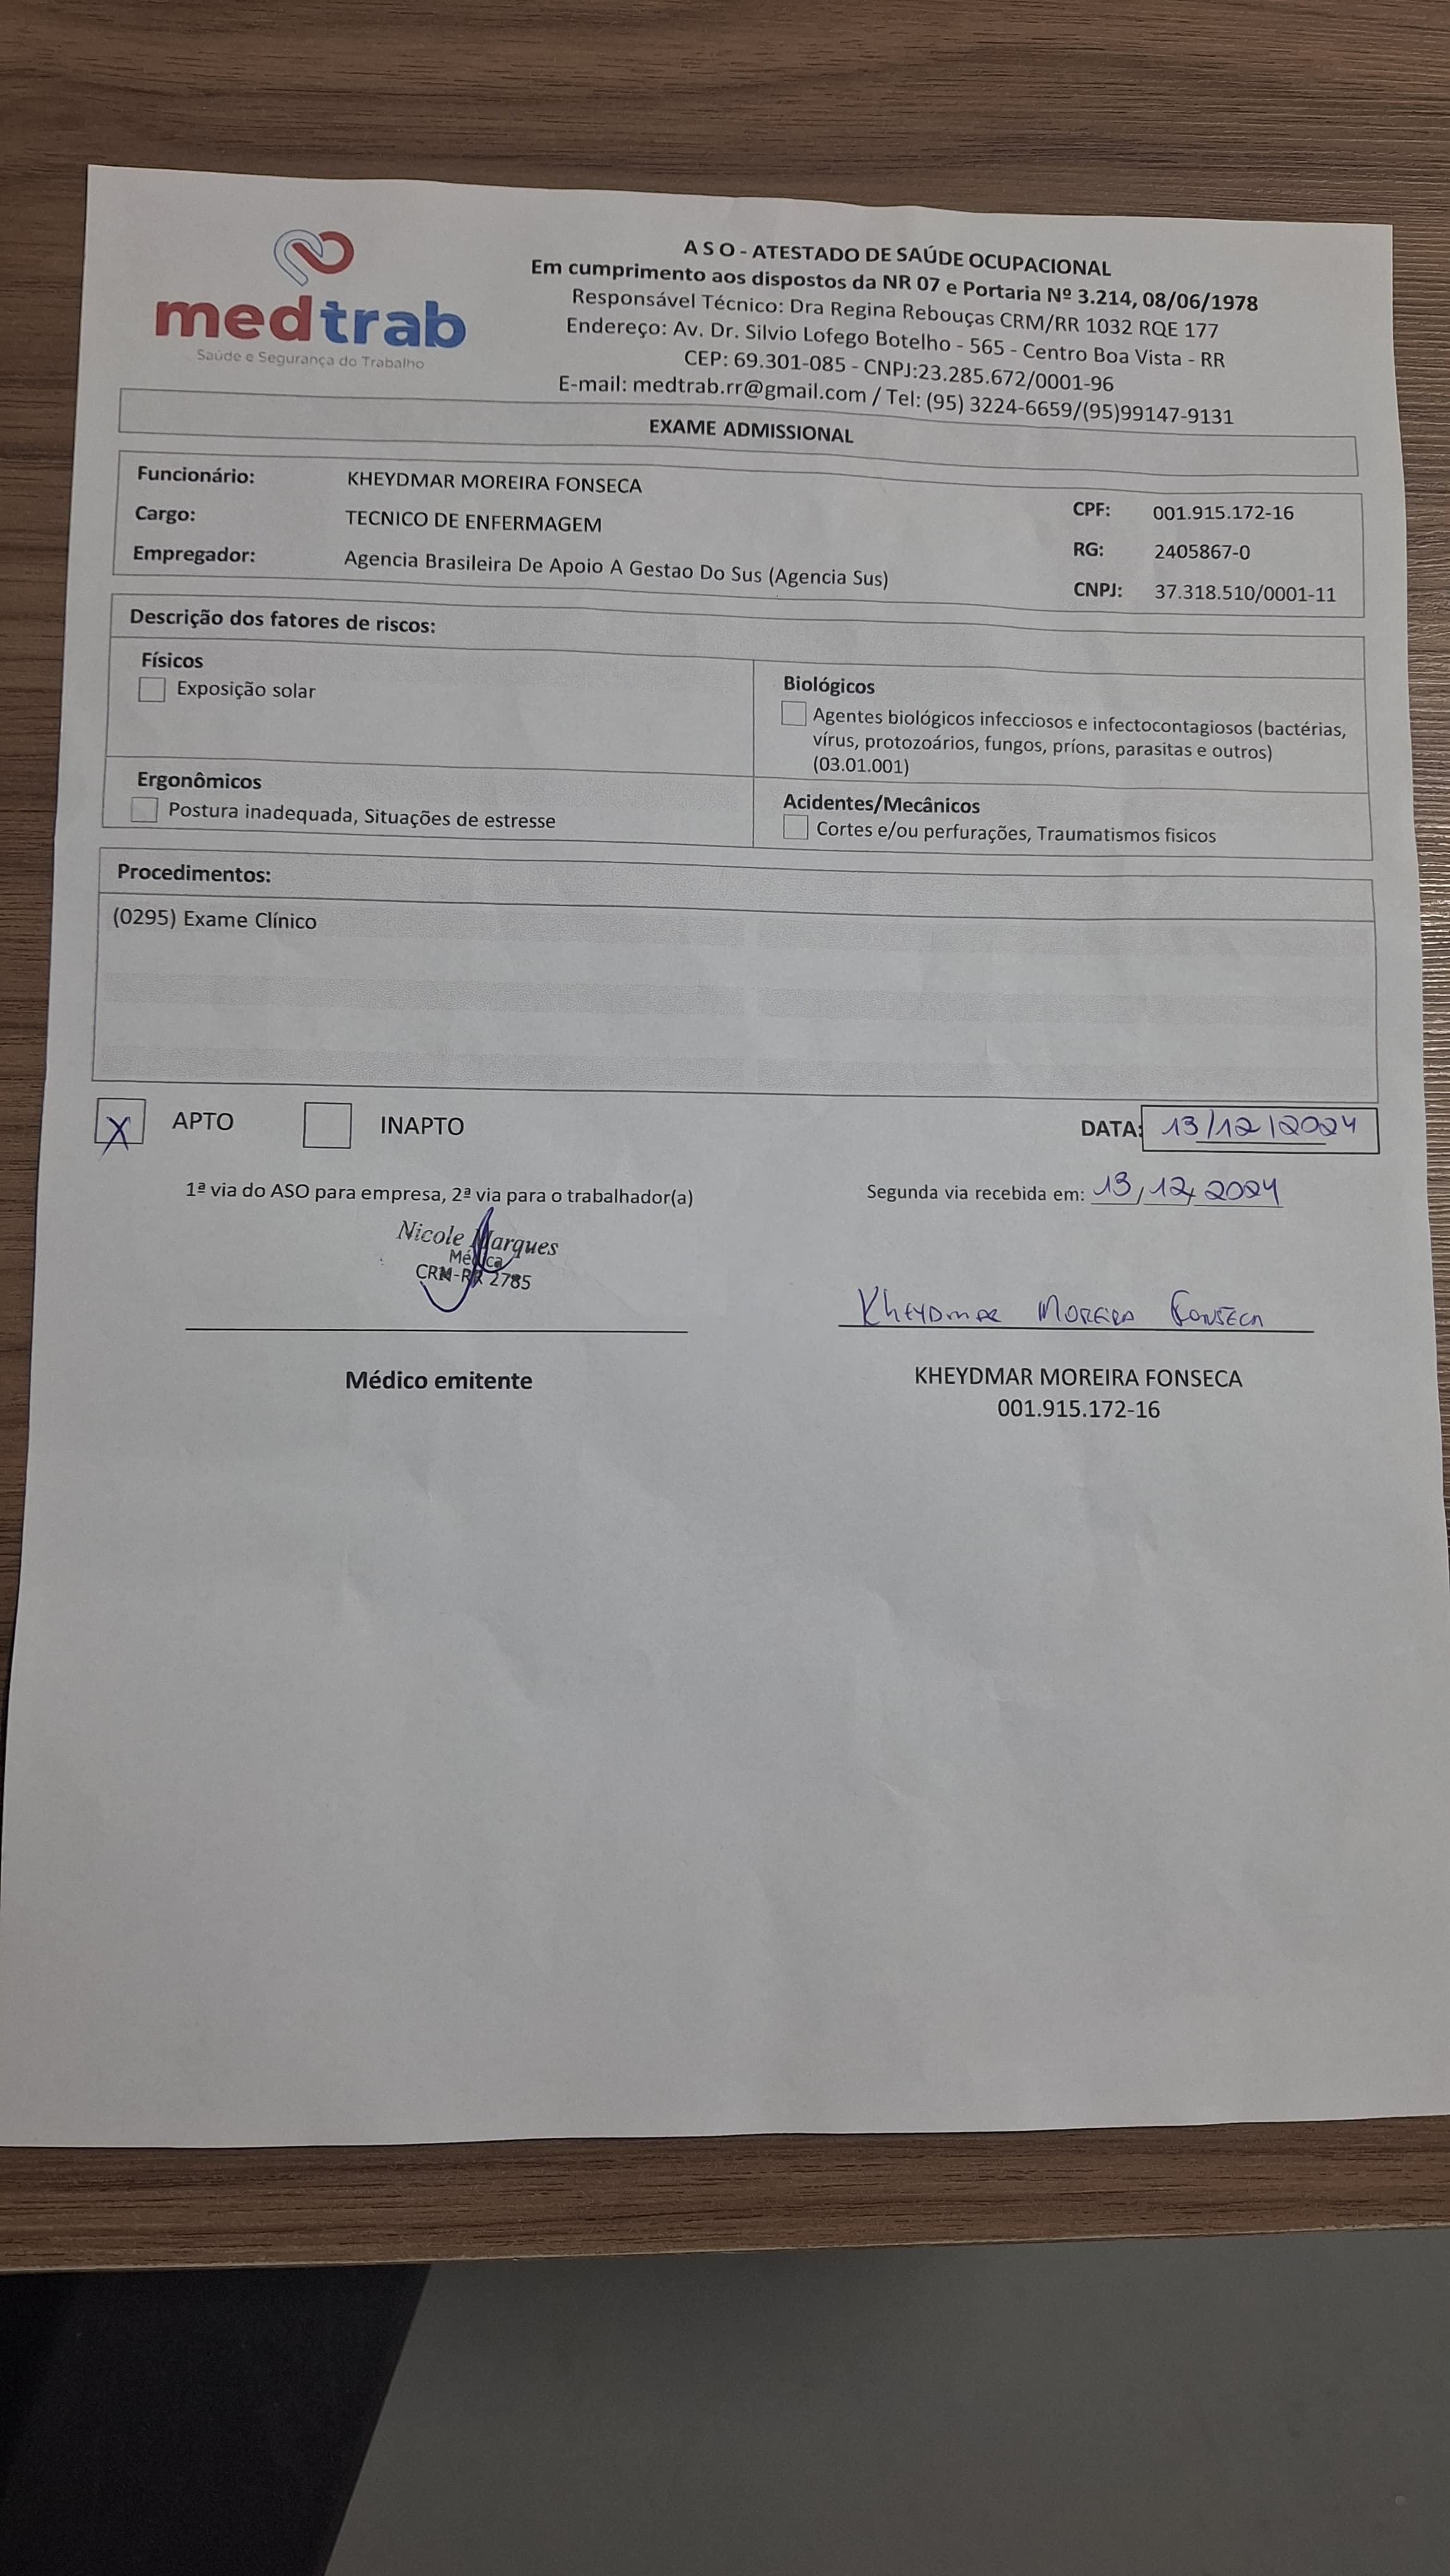 medtrab
Saúde e Segurança do Trabalho
A S O - ATESTADO DE SAÚDE OCUPACIONAL
Em cumprimento aos dispostos da NR 07 e Portaria Nº 3.214, 08/06/1978
Responsável Técnico: Dra Regina Rebouças CRM/RR 1032 RQE 177
Endereço: Av. Dr. Silvio Lofego Botelho - 565 - Centro Boa Vista - RR
CEP: 69.301-085 - CNPJ:23.285.672/0001-96
E-mail: medtrab.rr@gmail.com / Tel: (95) 3224-6659/(95)99147-9131
EXAME ADMISSIONAL
Funcionário: KHEYDMAR MOREIRA FONSECA CPF: 001.915.172-16
Cargo: TECNICO DE ENFERMAGEM RG: 2405867-0
Empregador: Agencia Brasileira De Apoio A Gestao Do Sus (Agencia Sus) CNPJ: 37.318.510/0001-11
Descrição dos fatores de riscos:
Físicos
Exposição solar
Biológicos
Agentes biológicos infecciosos e infectocontagiosos (bactérias,
vírus, protozoários, fungos, príons, parasitas e outros)
(03.01.001)
Ergonômicos
Postura inadequada, Situações de estresse
Acidentes/Mecânicos
Cortes e/ou perfurações, Traumatismos fisicos
Procedimentos:
(0295) Exame Clínico
X APTO INAPTO DATA: 13/12/2024
1ª via do ASO para empresa, 2ª via para o trabalhador(a) Segunda via recebida em: 13/12/2024
Nicole Marques
Médica
CRM-RR 2785
Kheydmar Moreira Fonseca
Médico emitente
KHEYDMAR MOREIRA FONSECA
001.915.172-16